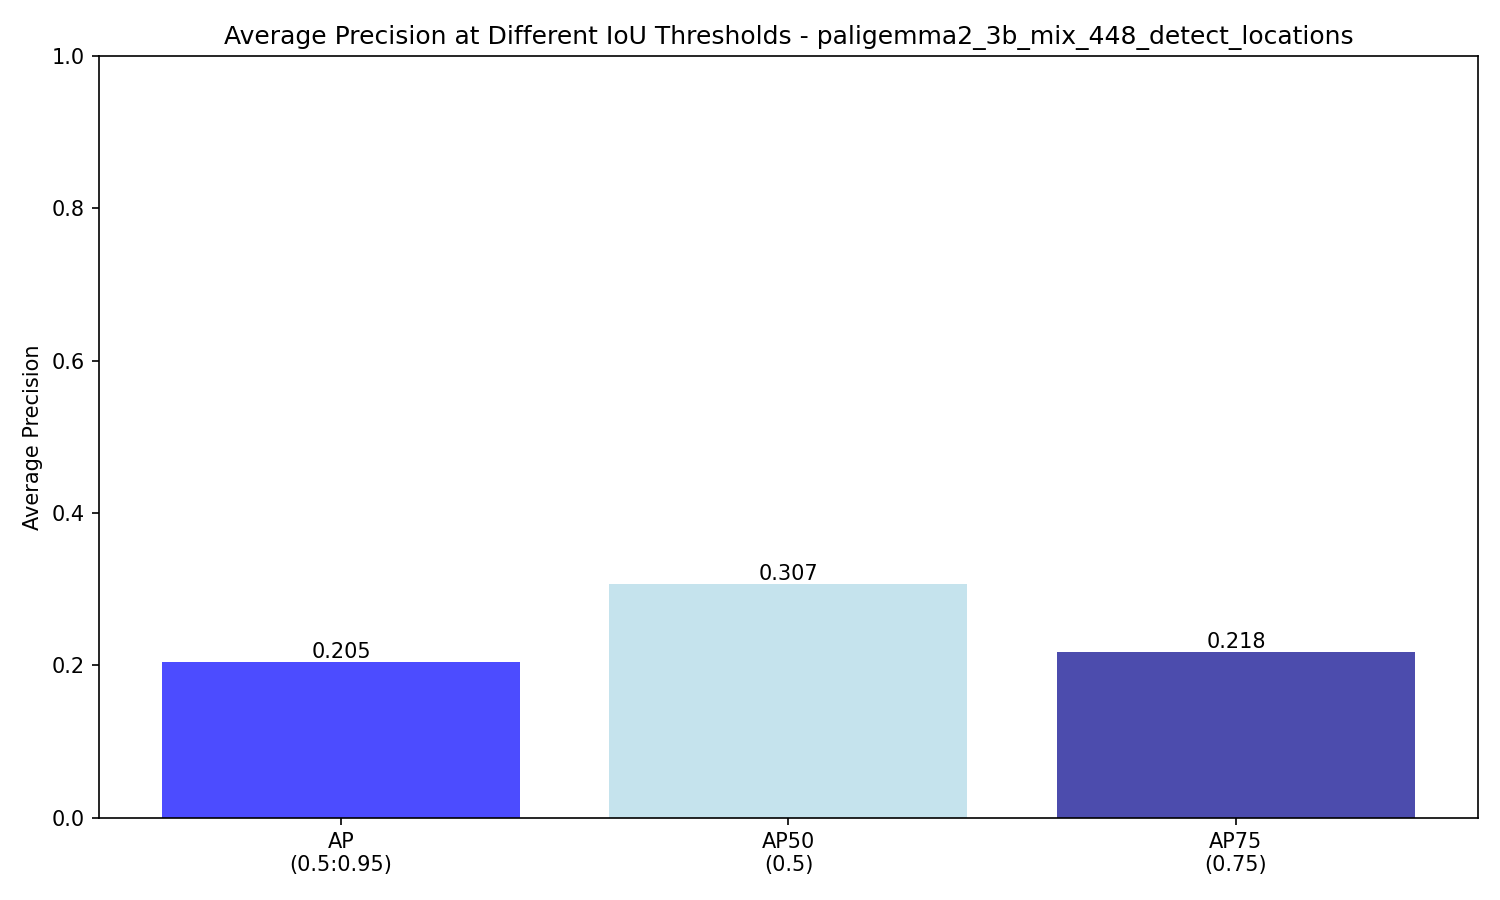 Average Precision at Different IoU Thresholds - paligemma2_3b_mix_448_detect_locations
Average Precision
1.0
0.8
0.6
0.4
0.2
0.0
0.205
0.307
0.218
AP
(0.5:0.95)
AP50
(0.5)
AP75
(0.75)